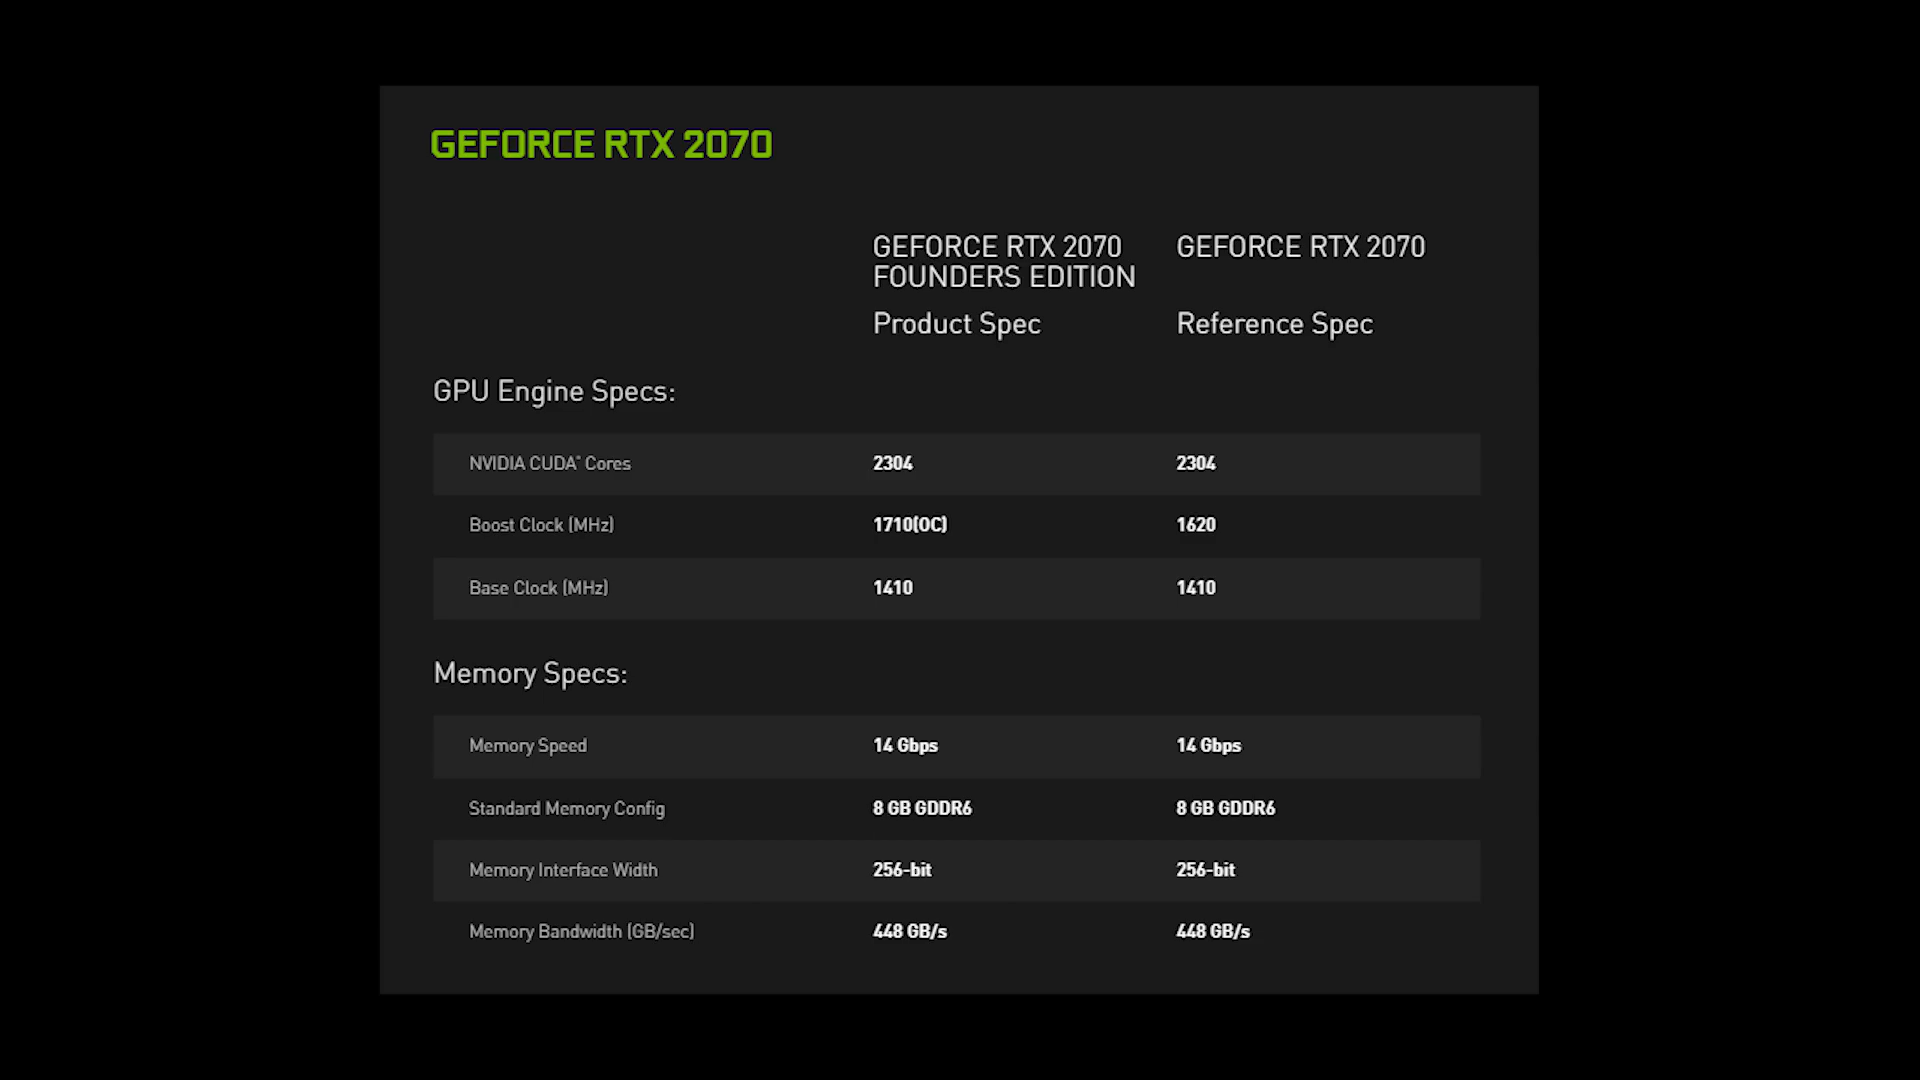 GEFORCE RTX 2070
GEFORCE RTX 2070 GEFORCE RTX 2070
FOUNDERS EDITION
Product Spec Reference Spec
GPU Engine Specs:
NVIDIA CUDA® Cores 2304 2304
Boost Clock (MHz) 1710(OC) 1620
Base Clock (MHz) 1410 1410
Memory Specs:
Memory Speed 14 Gbps 14 Gbps
Standard Memory Config 8 GB GDDR6 8 GB GDDR6
Memory Interface Width 256-bit 256-bit
Memory Bandwidth (GB/sec) 448 GB/s 448 GB/s